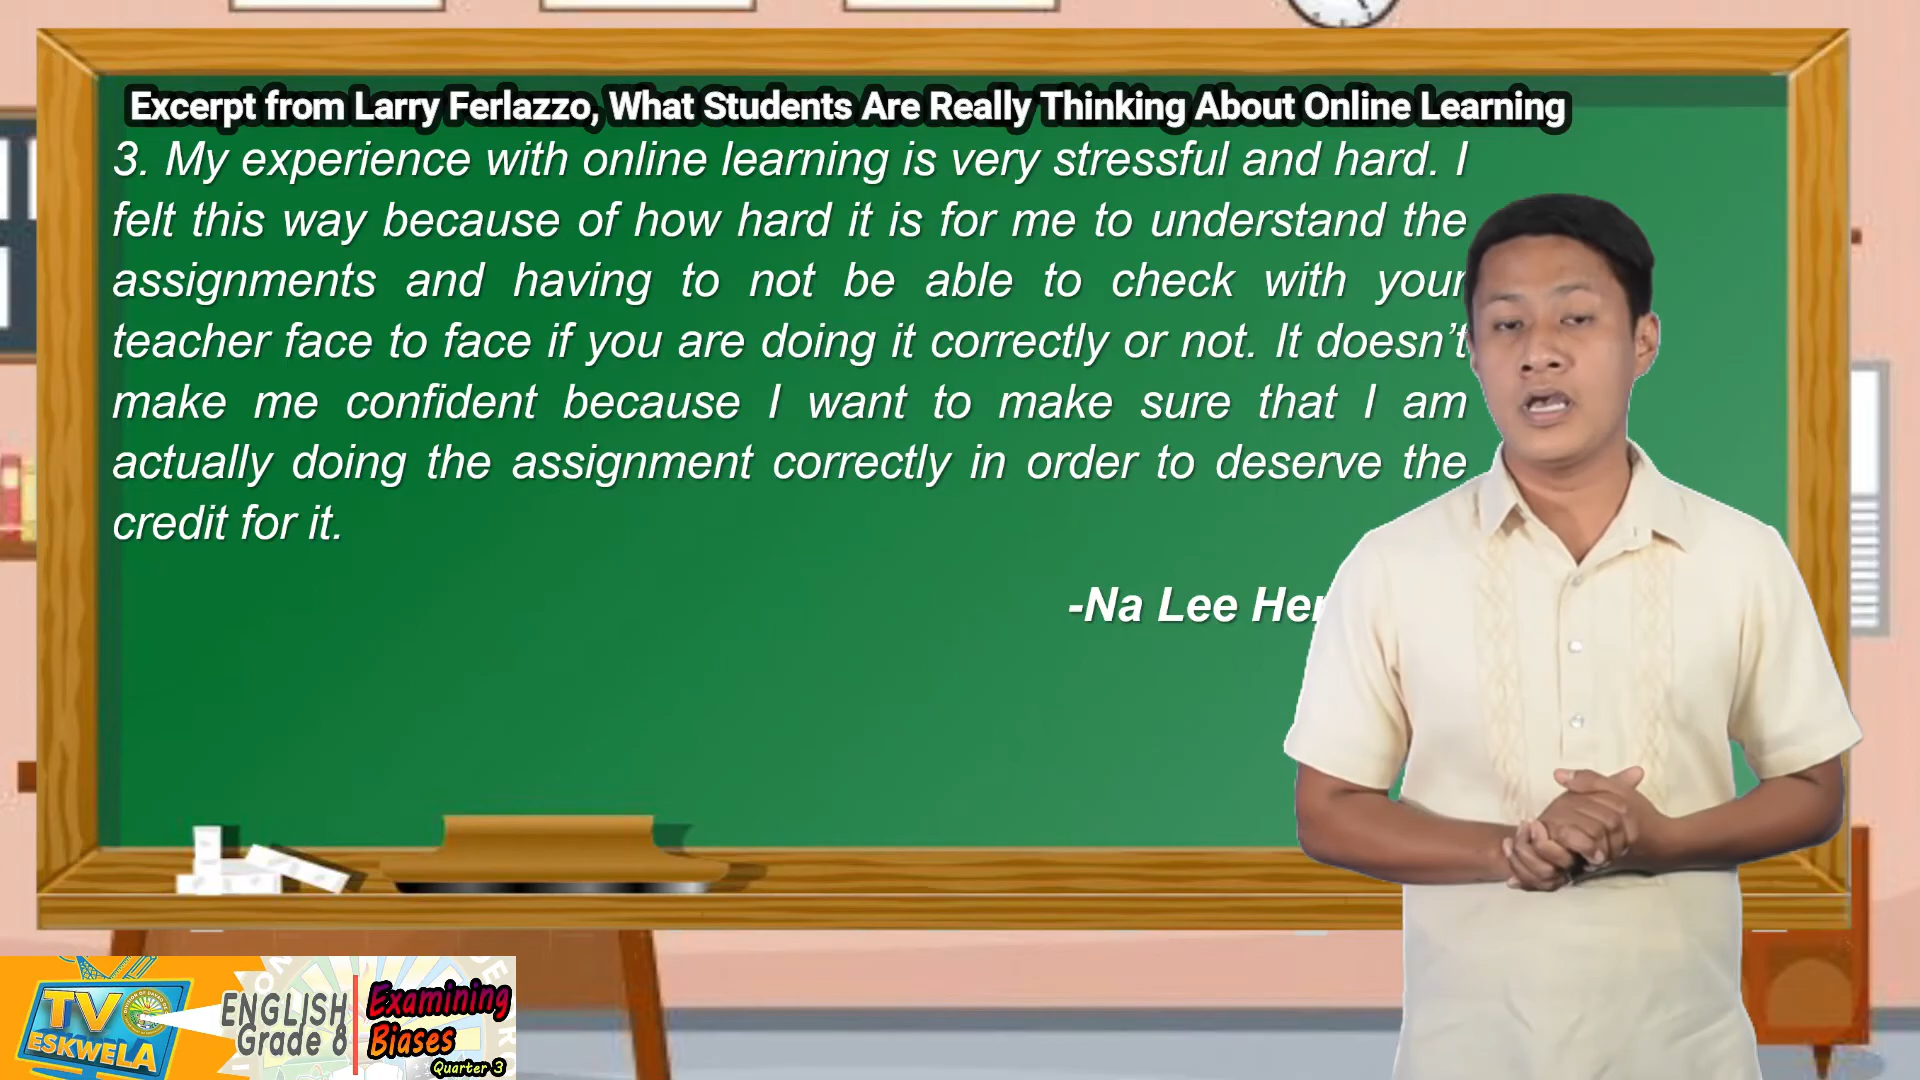 Excerpt from Larry Ferlazzo, What Students Are Really Thinking About Online Learning
3. My experience with online learning is very stressful and hard. I
felt this way because of how hard it is for me to understand the
assignments and having to not be able to check with your
teacher face to face if you are doing it correctly or not. It doesn’t
make me confident because I want to make sure that I am
actually doing the assignment correctly in order to deserve the
credit for it.
-Na Lee
TV
ESKWELA
ENGLISH
Grade 8
Examining
Biases
Quarter 3